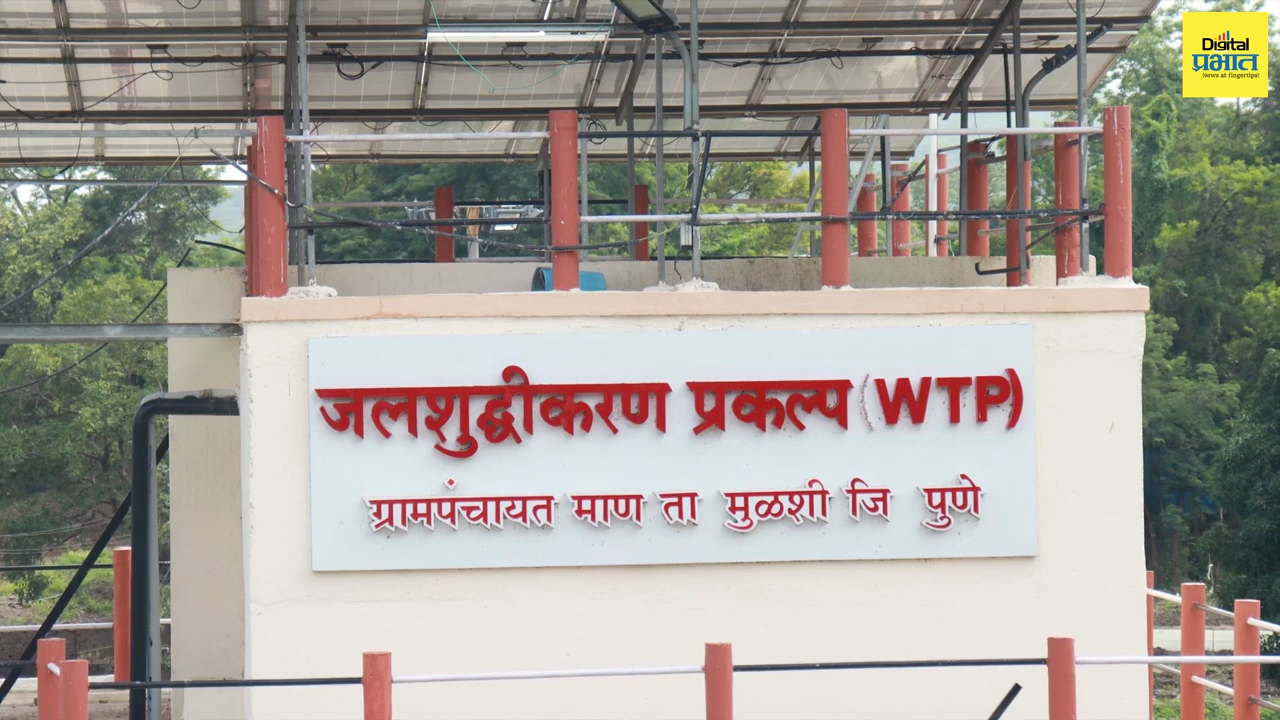 Digital
प्रभात
News at fingertips!
जलशुद्धीकरण प्रकल्प (WTP)
ग्रामपंचायत माण ता मुळशी जि पुणे